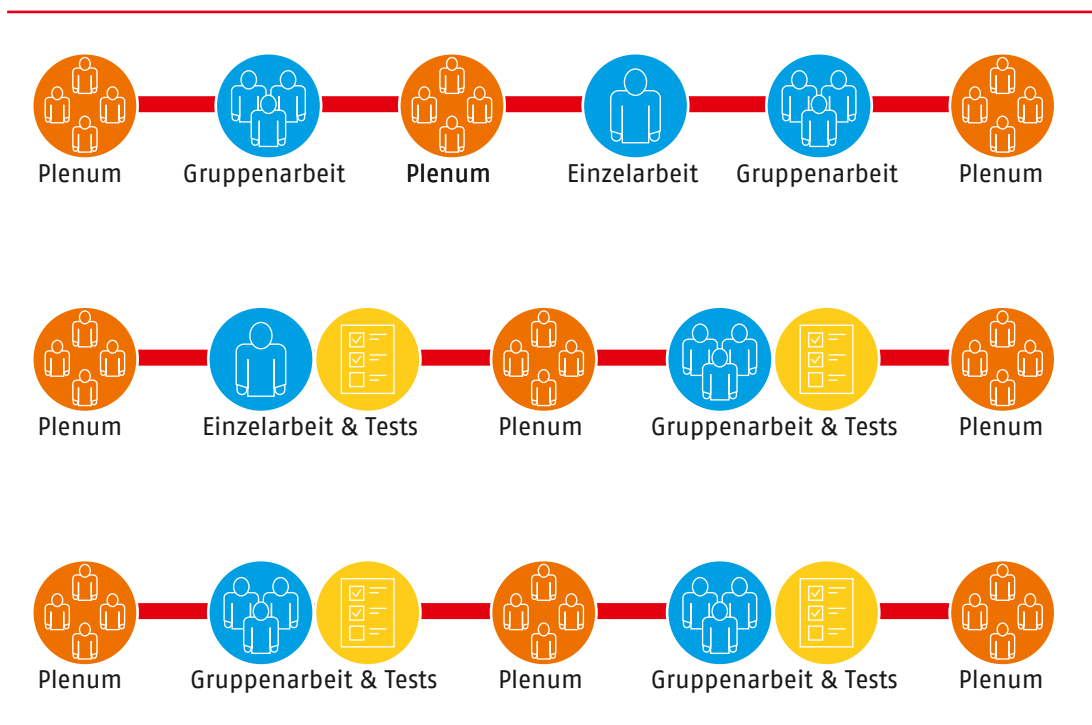 Plenum Gruppenarbeit Plenum Einzelarbeit Gruppenarbeit Plenum
Plenum Einzelarbeit & Tests Plenum Gruppenarbeit & Tests Plenum
Plenum Gruppenarbeit & Tests Plenum Gruppenarbeit & Tests Plenum